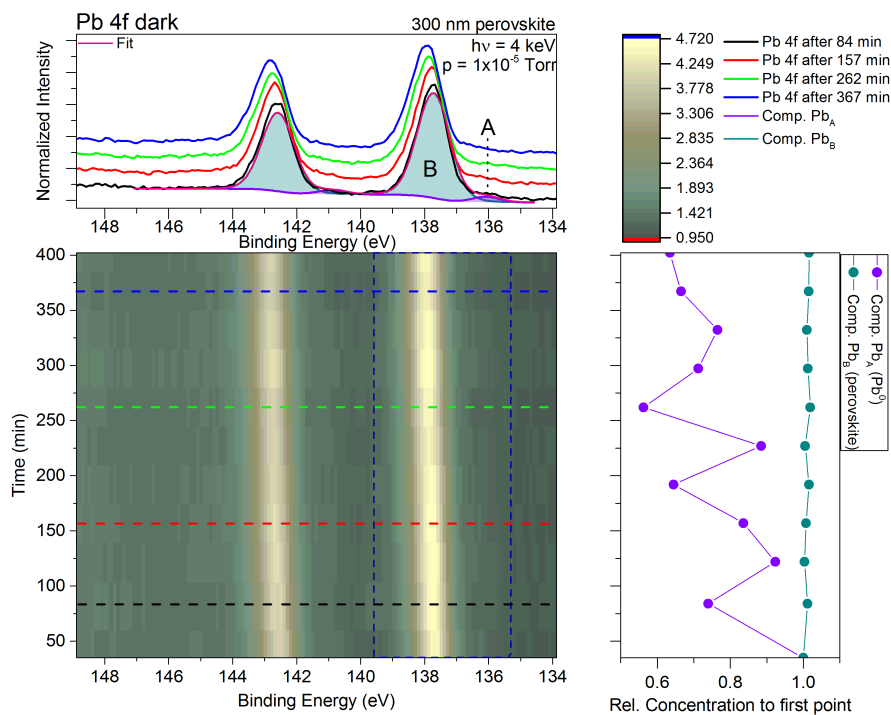 Pb 4f dark
300 nm perovskite
Fit
hν = 4 keV
p = 1x10⁻⁵ Torr
A
B
Normalized Intensity
148 146 144 142 140 138 136 134
Binding Energy (eV)
4.720
4.249
3.778
3.306
2.835
2.364
1.893
1.421
0.950
Pb 4f after 84 min
Pb 4f after 157 min
Pb 4f after 262 min
Pb 4f after 367 min
Comp. Pb_A
Comp. Pb_B
400
350
300
250
200
150
100
50
Time (min)
148 146 144 142 140 138 136 134
Binding Energy (eV)
0.6 0.8 1.0
Rel. Concentration to first point
Comp. Pb_A (Pb⁰)
Comp. Pb_B (perovskite)